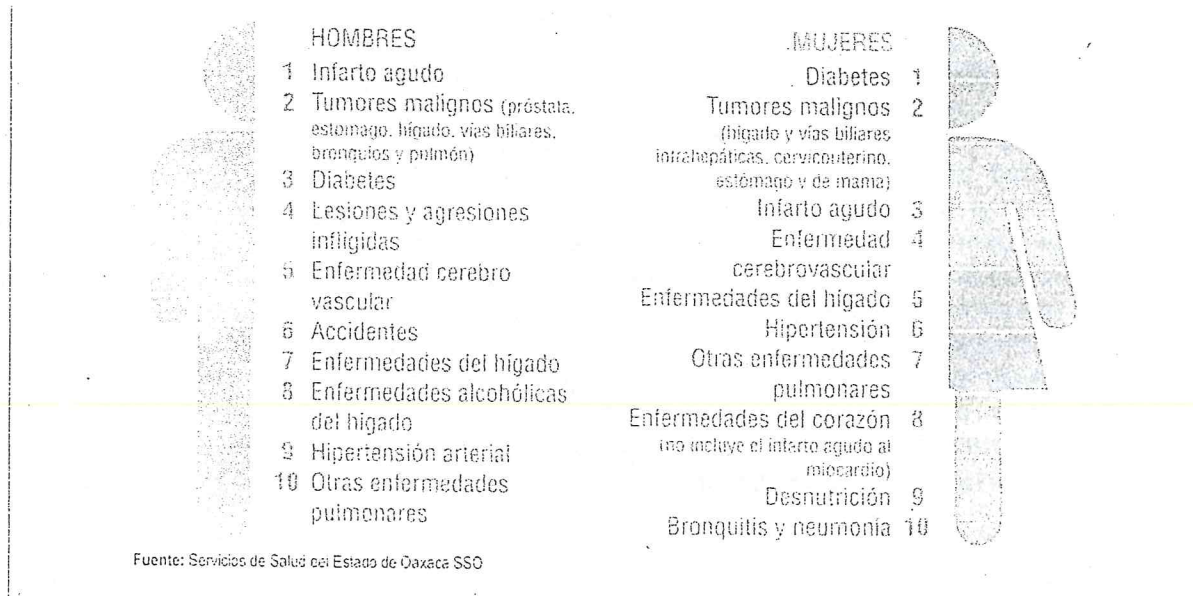 HOMBRES
1 Infarto agudo
2 Tumores malignos (próstata,
estomago, hígado, vías biliares,
bronquios y pulmón)
3 Diabetes
4 Lesiones y agresiones
infligidas
5 Enfermedad cerebro
vascular
6 Accidentes
7 Enfermedades del hígado
8 Enfermedades alcohólicas
del hígado
9 Hipertensión arterial
10 Otras enfermedades
pulmonares
MUJERES
Diabetes 1
Tumores malignos 2
(hígado y vías biliares
intrahepáticas, cervicouterino,
estómago y de mama)
Infarto agudo 3
Enfermedad 4
cerebrovascular
Enfermedades del hígado 5
Hipertensión 6
Otras enfermedades 7
pulmonares
Enfermedades del corazón 8
(no incluye el infarto agudo al
miocardio)
Desnutrición 9
Bronquitis y neumonía 10
Fuente: Servicios de Salud del Estado de Oaxaca SSO